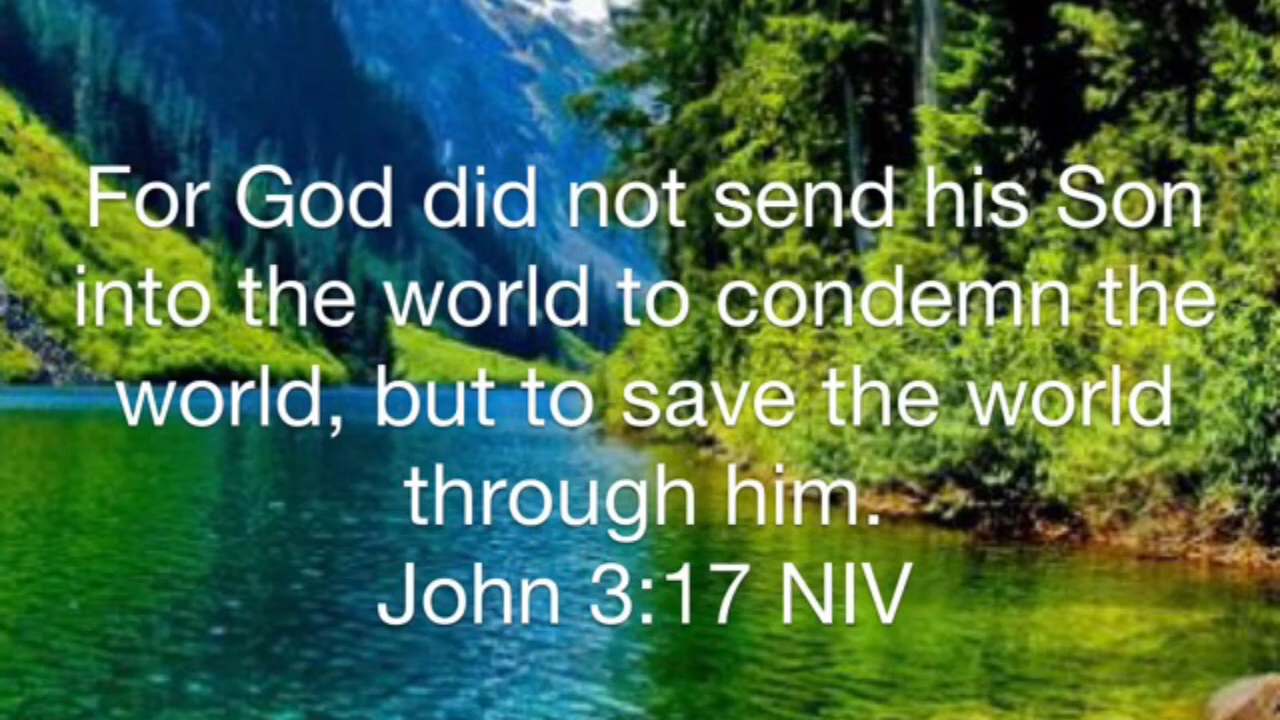 For God did not send his Son
into the world to condemn the
world, but to save the world
through him.
John 3:17 NIV